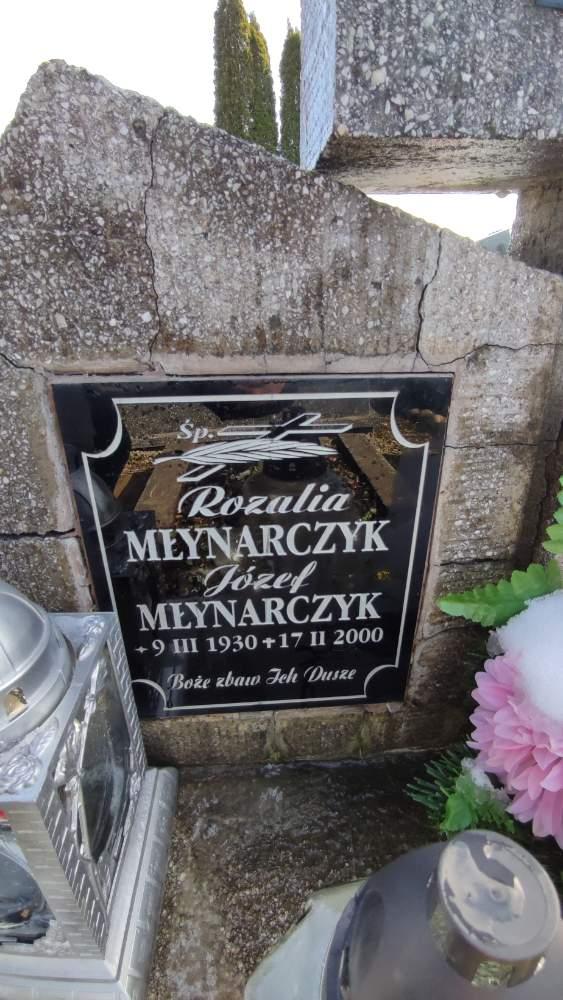 Śp.
Rozalia
MŁYNARCZYK
Józef
MŁYNARCZYK
9 III 1930 + 17 II 2000
Boże zbaw Ich Dusze